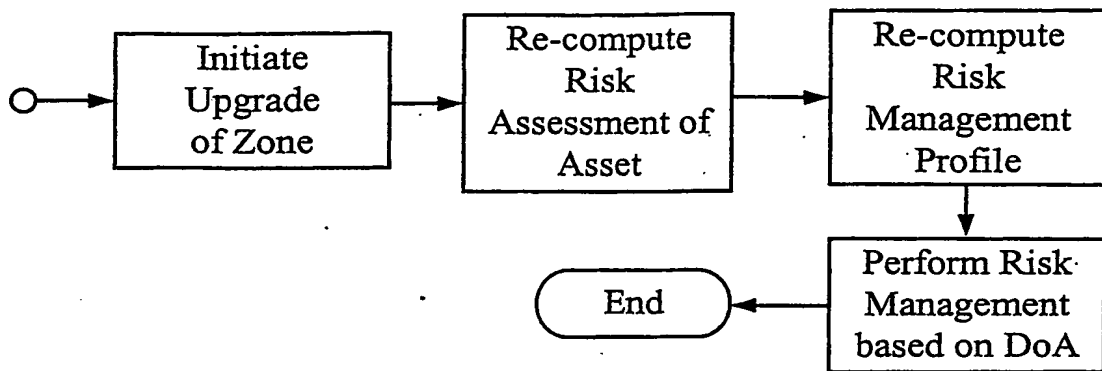 Initiate
Upgrade
of Zone
Re-compute
Risk
Assessment of
Asset
Re-compute
Risk
Management
Profile
Perform Risk
Management
based on DoA
End